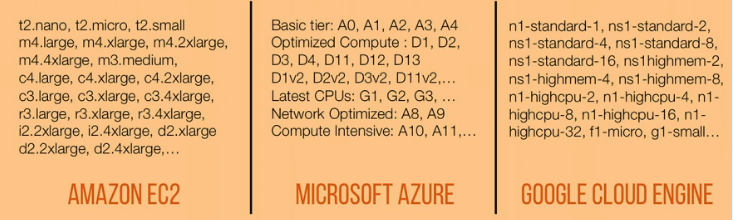 t2.nano, t2.micro, t2.small
m4.large, m4.xlarge, m4.2xlarge,
m4.4xlarge, m3.medium,
c4.large, c4.xlarge, c4.2xlarge,
c3.large, c3.xlarge, c3.4xlarge,
r3.large, r3.xlarge, r3.4xlarge,
i2.2xlarge, i2.4xlarge, d2.xlarge
d2.2xlarge, d2.4xlarge,...
AMAZON EC2
Basic tier: A0, A1, A2, A3, A4
Optimized Compute : D1, D2,
D3, D4, D11, D12, D13
D1v2, D2v2, D3v2, D11v2,...
Latest CPUs: G1, G2, G3, ...
Network Optimized: A8, A9
Compute Intensive: A10, A11,...
MICROSOFT AZURE
n1-standard-1, ns1-standard-2,
ns1-standard-4, ns1-standard-8,
ns1-standard-16, ns1highmem-2,
ns1-highmem-4, ns1-highmem-8,
n1-highcpu-2, n1-highcpu-4, n1-
highcpu-8, n1-highcpu-16, n1-
highcpu-32, f1-micro, g1-small...
GOOGLE CLOUD ENGINE